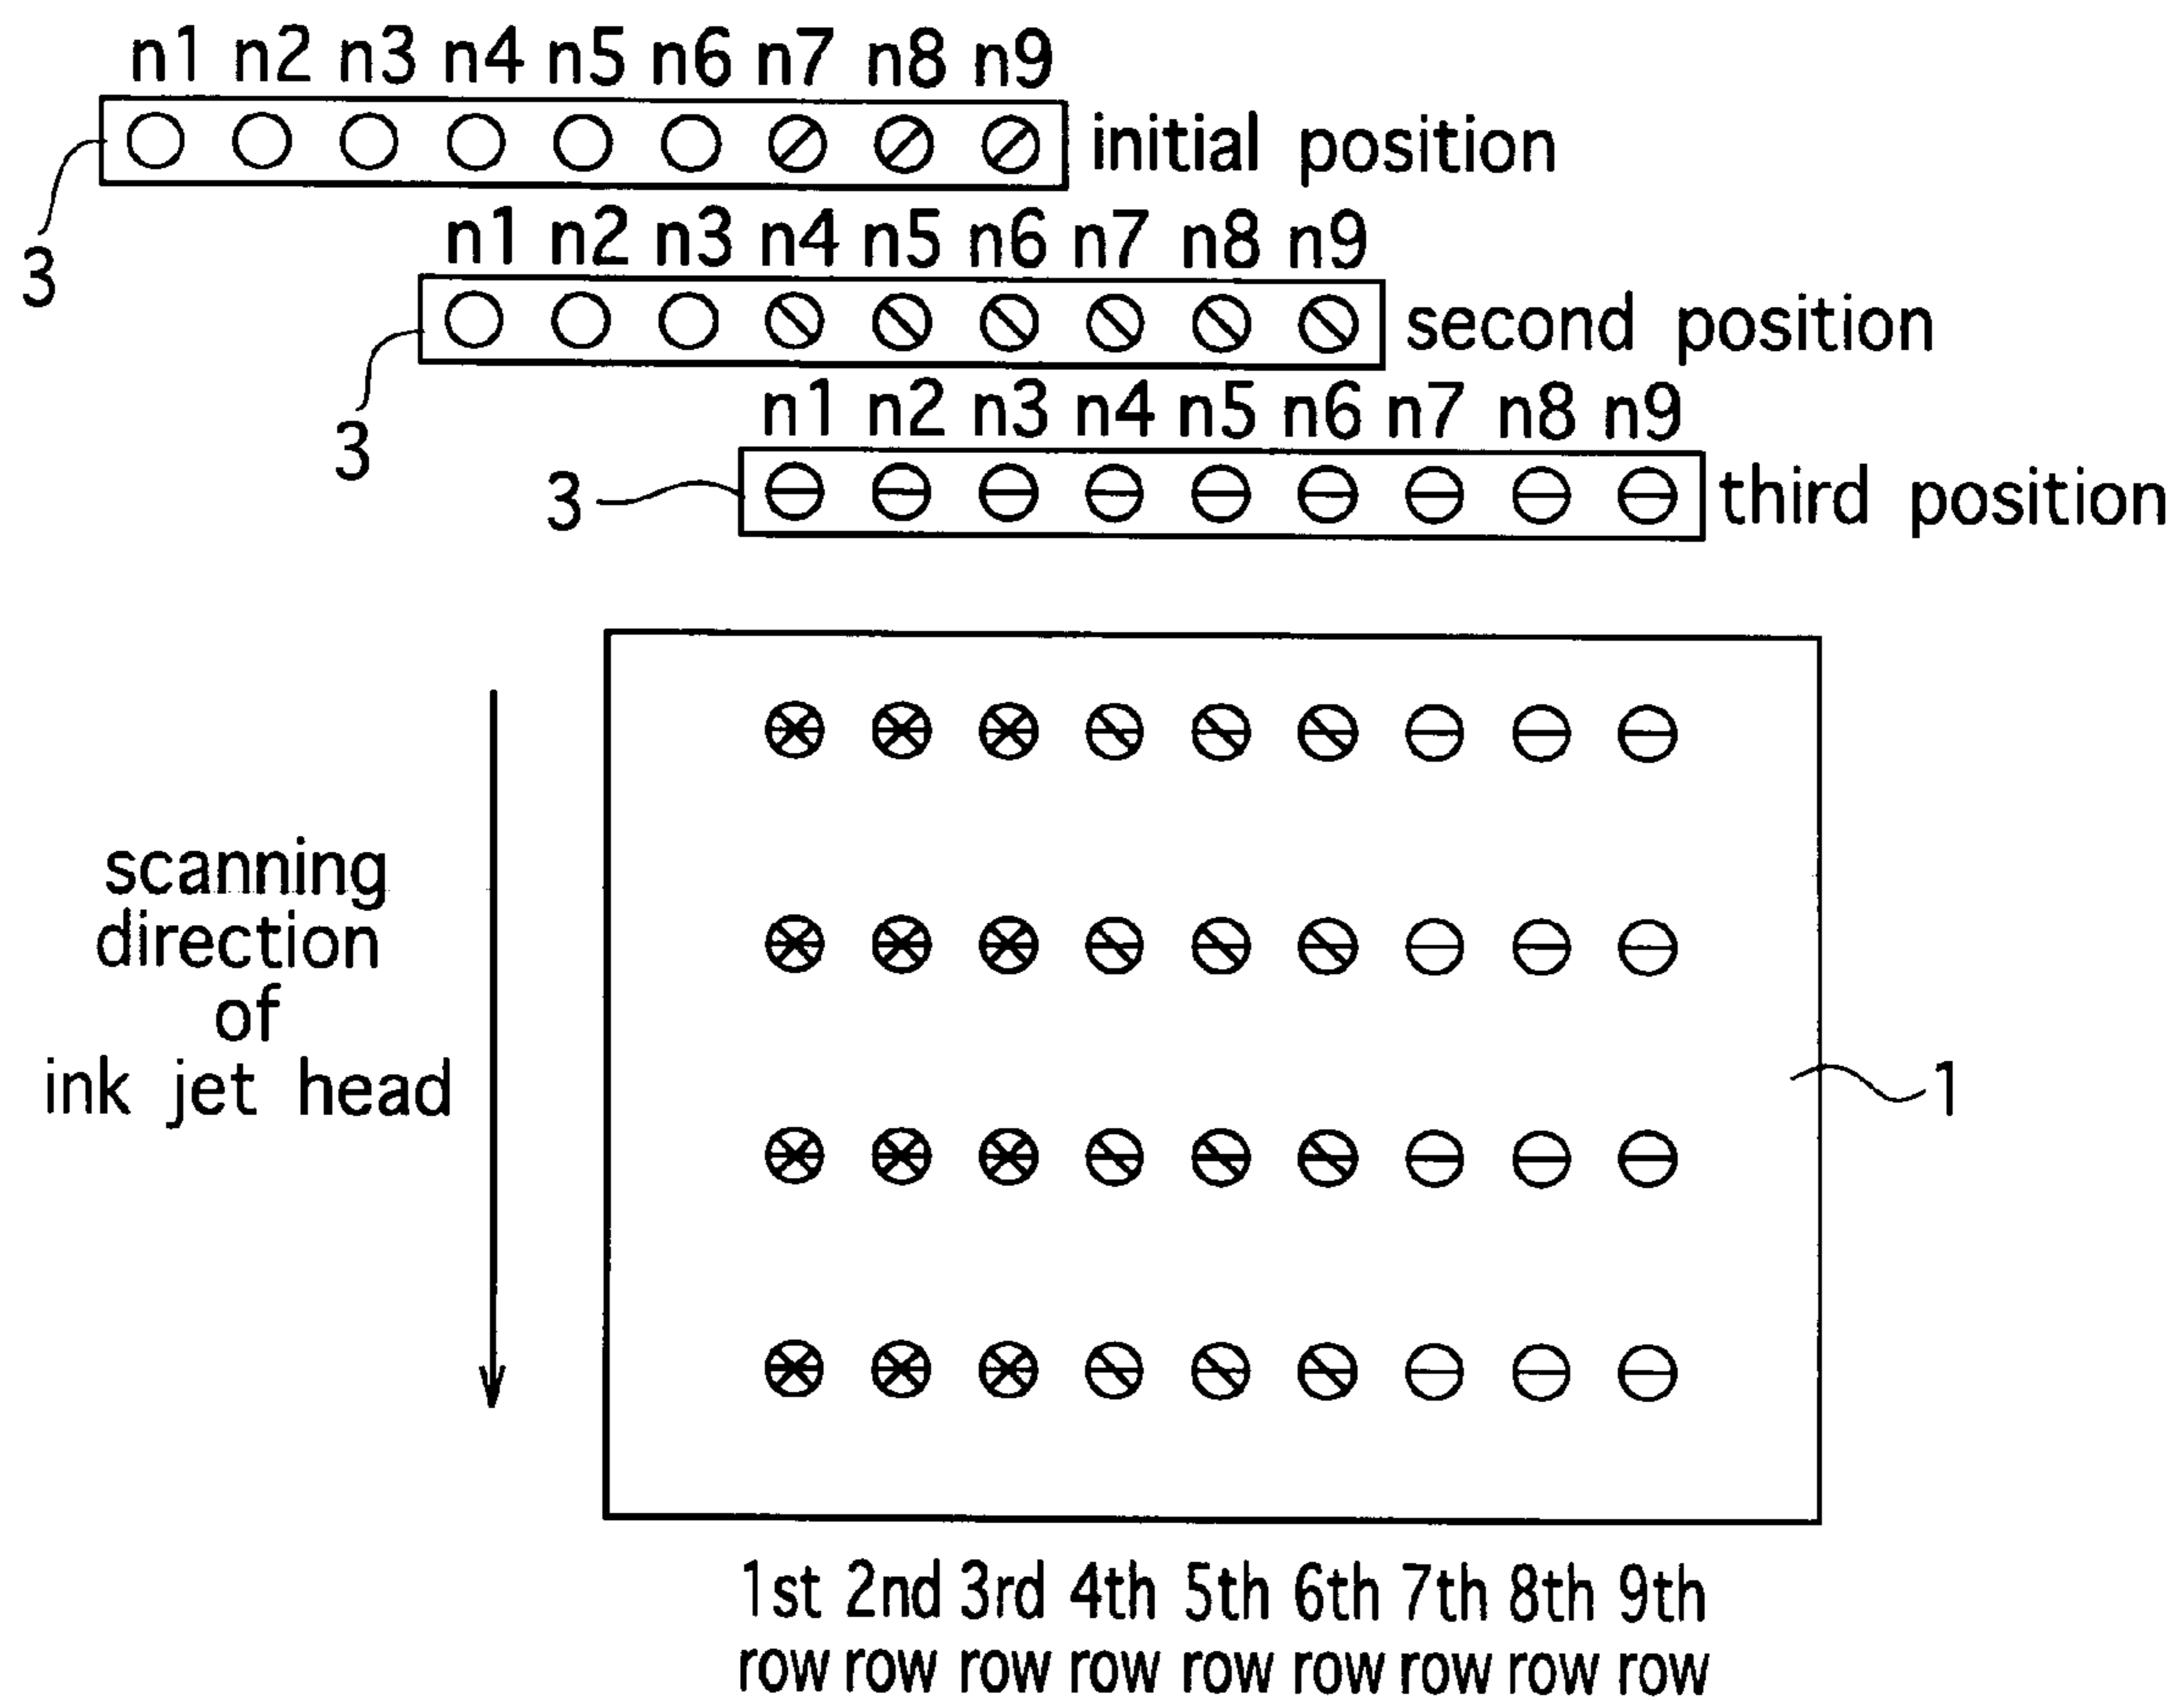 n1 n2 n3 n4 n5 n6 n7 n8 n9
initial position
3
n1 n2 n3 n4 n5 n6 n7 n8 n9
second position
3
n1 n2 n3 n4 n5 n6 n7 n8 n9
3
third position
scanning
direction
of
ink jet head
1
1st 2nd 3rd 4th 5th 6th 7th 8th 9th
row row row row row row row row row